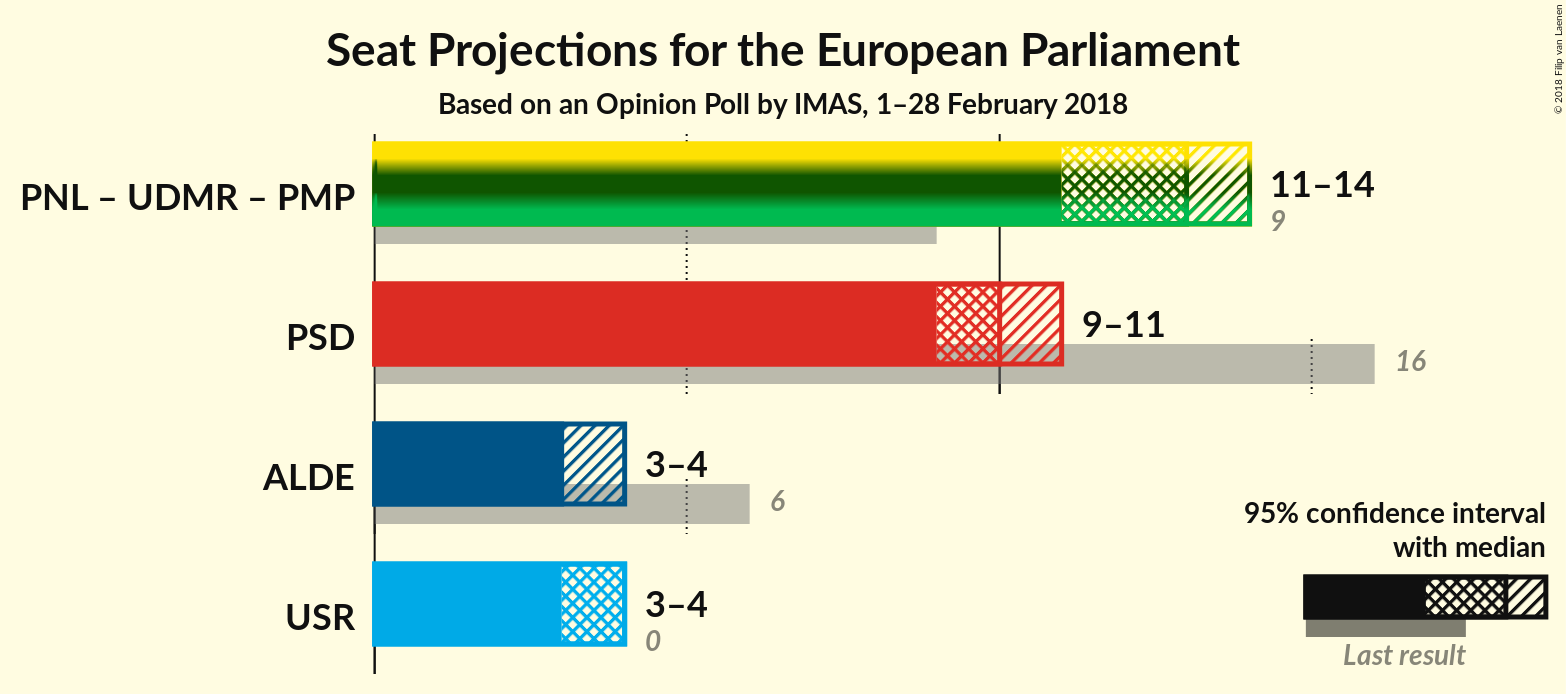 Seat Projections for the European Parliament
Based on an Opinion Poll by IMAS, 1–28 February 2018
© 2018 Filip van Laenen
PNL – UDMR – PMP
11–14
9
PSD
9–11
16
ALDE
3–4
6
USR
3–4
0
95% confidence interval
with median
Last result